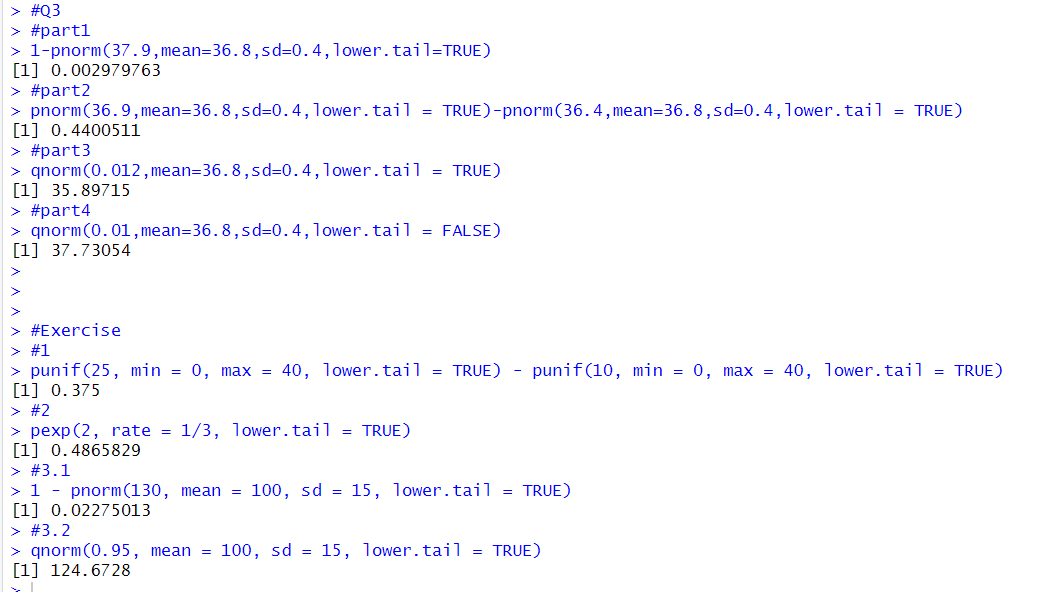 > #Q3
> #part1
> 1-pnorm(37.9,mean=36.8,sd=0.4,lower.tail=TRUE)
[1] 0.002979763
> #part2
> pnorm(36.9,mean=36.8,sd=0.4,lower.tail = TRUE)-pnorm(36.4,mean=36.8,sd=0.4,lower.tail = TRUE)
[1] 0.4400511
> #part3
> qnorm(0.012,mean=36.8,sd=0.4,lower.tail = TRUE)
[1] 35.89715
> #part4
> qnorm(0.01,mean=36.8,sd=0.4,lower.tail = FALSE)
[1] 37.73054
>
>
>
> #Exercise
> #1
> punif(25, min = 0, max = 40, lower.tail = TRUE) - punif(10, min = 0, max = 40, lower.tail = TRUE)
[1] 0.375
> #2
> pexp(2, rate = 1/3, lower.tail = TRUE)
[1] 0.4865829
> #3.1
> 1 - pnorm(130, mean = 100, sd = 15, lower.tail = TRUE)
[1] 0.02275013
> #3.2
> qnorm(0.95, mean = 100, sd = 15, lower.tail = TRUE)
[1] 124.6728
>